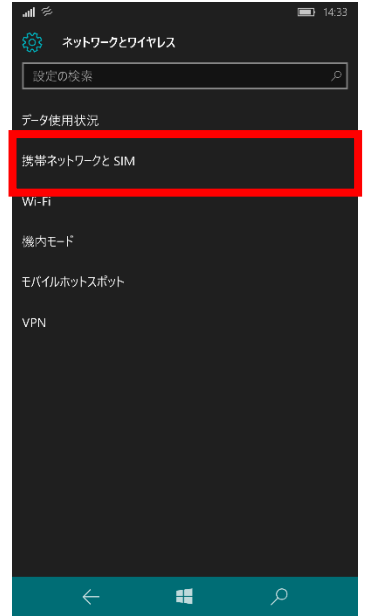 14:33
ネットワークとワイヤレス
設定の検索
データ使用状況
携帯ネットワークと SIM
Wi-Fi
機内モード
モバイルホットスポット
VPN